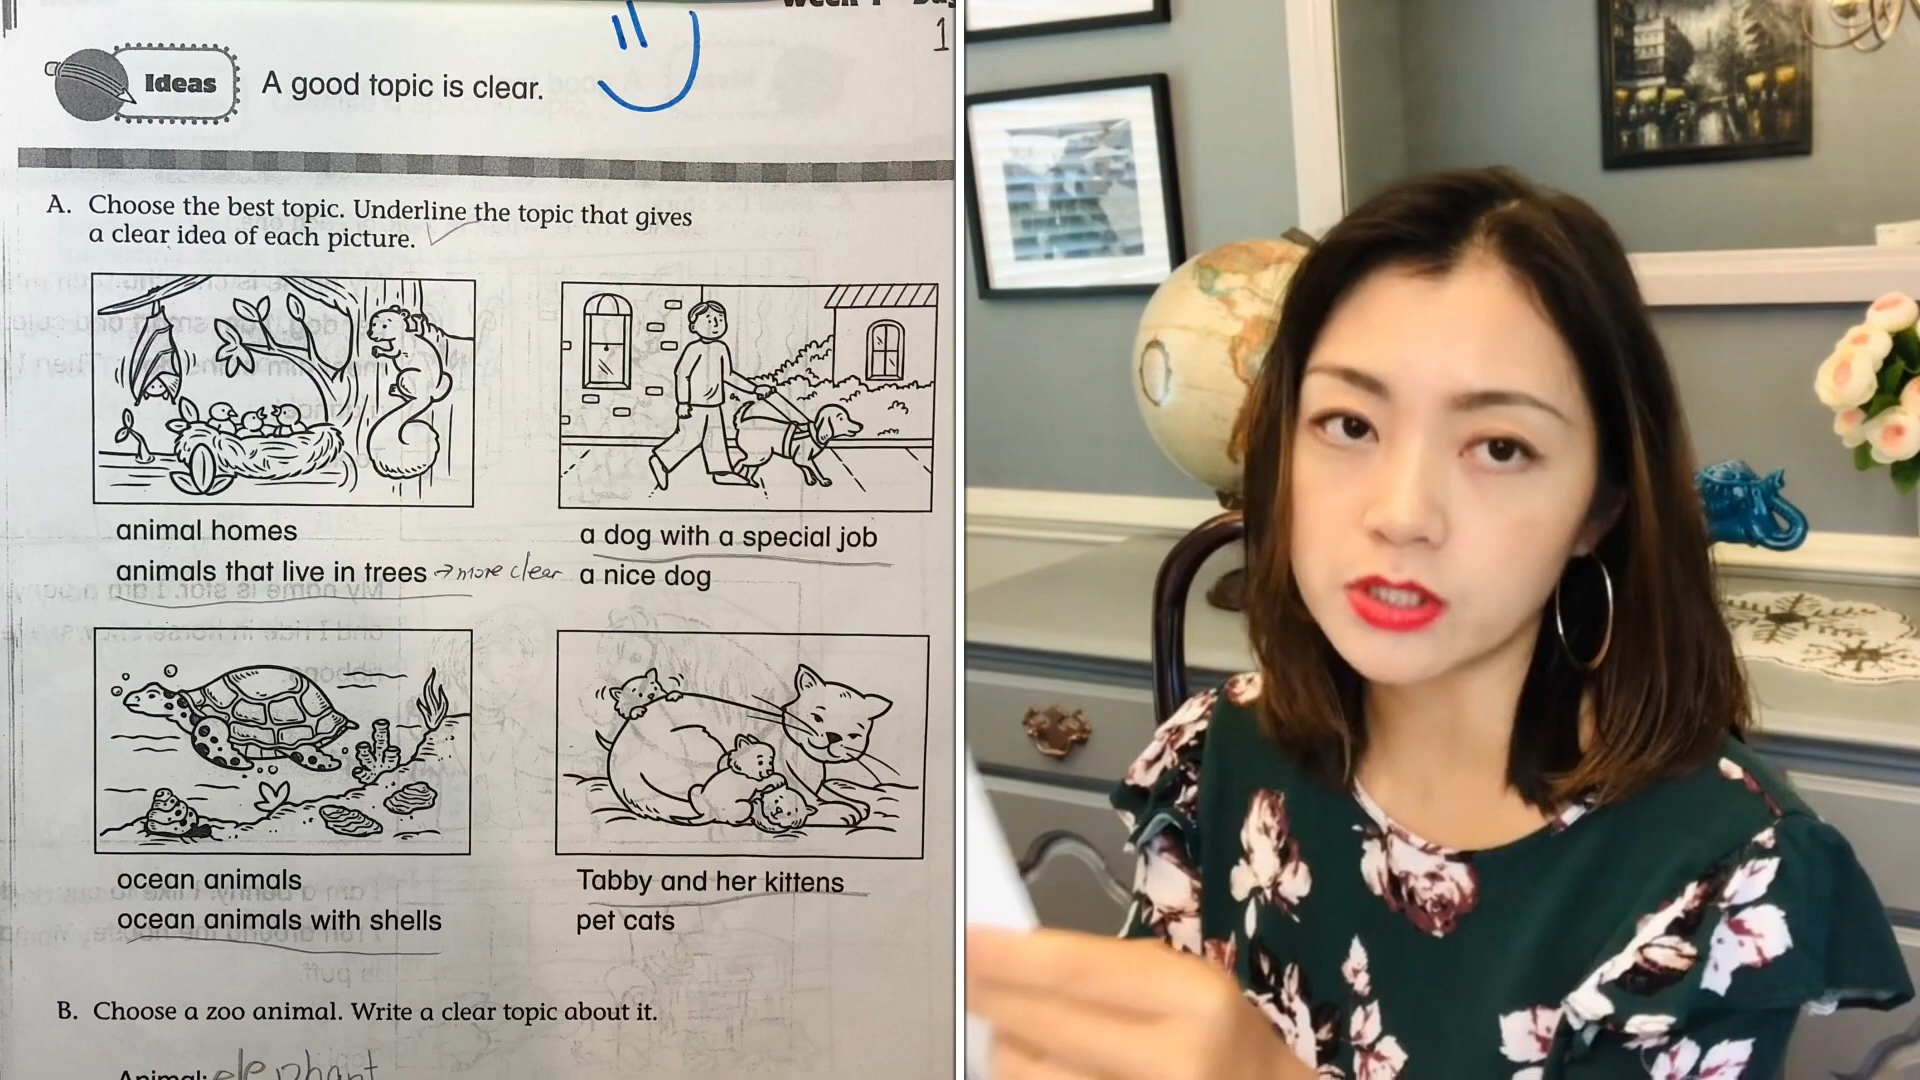 1
Ideas
A good topic is clear.
A. Choose the best topic. Underline the topic that gives
a clear idea of each picture.
animal homes
animals that live in trees → more clear
a dog with a special job
a nice dog
ocean animals
ocean animals with shells
Tabby and her kittens
pet cats
B. Choose a zoo animal. Write a clear topic about it.
Animal: elephant